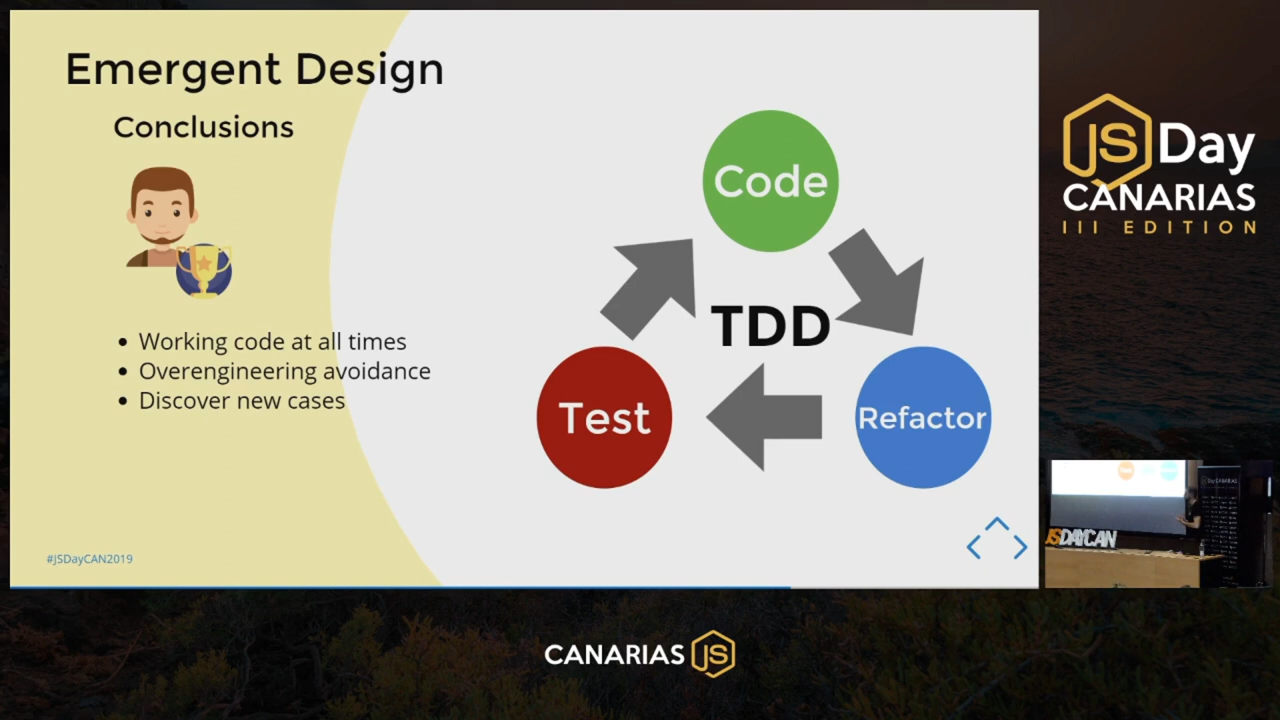 Emergent Design
Conclusions
Working code at all times
Overengineering avoidance
Discover new cases
#JSDayCAN2019
Code
TDD
Test
Refactor
JS Day
CANARIAS
III EDITION
JSDAYCAN
CANARIAS JS